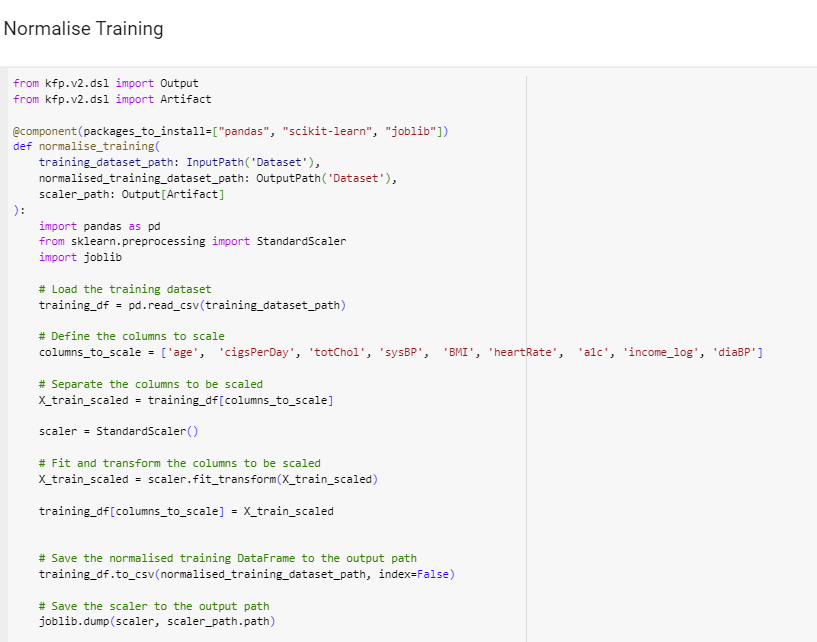 Normalise Training
from kfp.v2.dsl import Output
from kfp.v2.dsl import Artifact
@component(packages_to_install=["pandas", "scikit-learn", "joblib"])
def normalise_training(
    training_dataset_path: InputPath('Dataset'),
    normalised_training_dataset_path: OutputPath('Dataset'),
    scaler_path: Output[Artifact]
):
    import pandas as pd
    from sklearn.preprocessing import StandardScaler
    import joblib
    # Load the training dataset
    training_df = pd.read_csv(training_dataset_path)
    # Define the columns to scale
    columns_to_scale = ['age',  'cigsPerDay', 'totChol', 'sysBP',  'BMI', 'heartRate',  'a1c', 'income_log', 'diaBP']
    # Separate the columns to be scaled
    X_train_scaled = training_df[columns_to_scale]
    scaler = StandardScaler()
    # Fit and transform the columns to be scaled
    X_train_scaled = scaler.fit_transform(X_train_scaled)
    training_df[columns_to_scale] = X_train_scaled
    # Save the normalised training DataFrame to the output path
    training_df.to_csv(normalised_training_dataset_path, index=False)
    # Save the scaler to the output path
    joblib.dump(scaler, scaler_path.path)